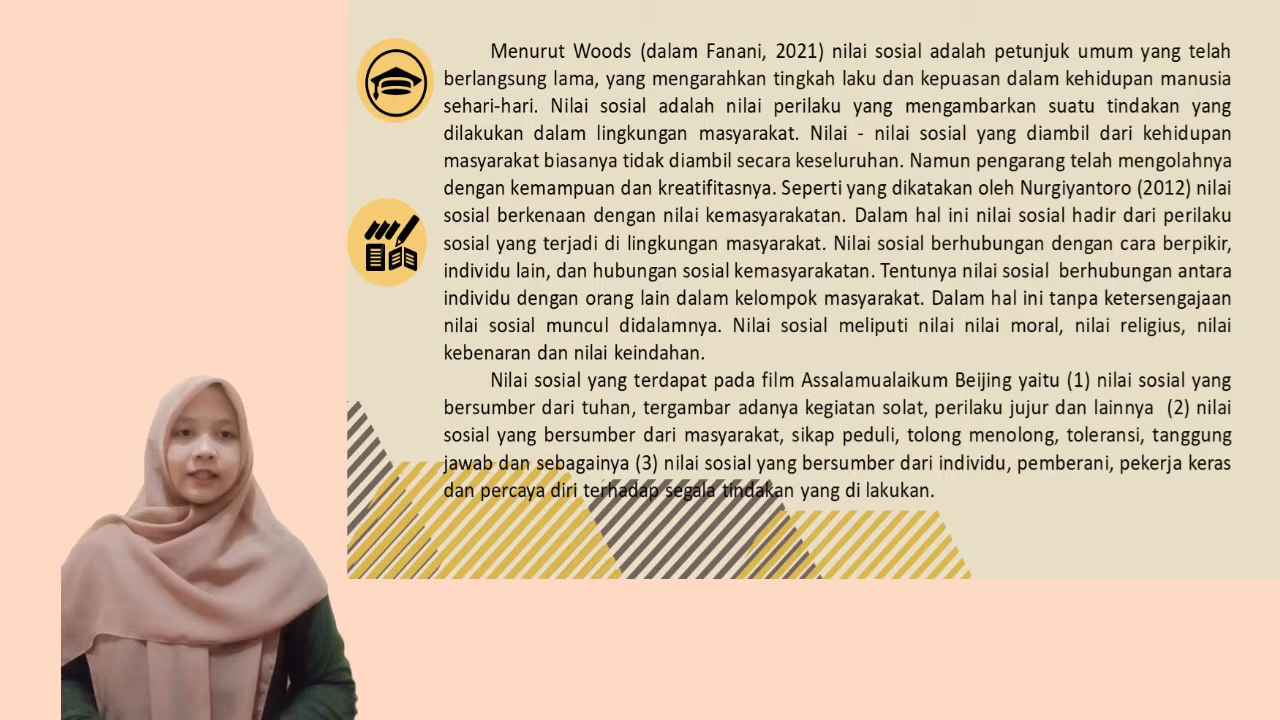 Menurut Woods (dalam Fanani, 2021) nilai sosial adalah petunjuk umum yang telah
berlangsung lama, yang mengarahkan tingkah laku dan kepuasan dalam kehidupan manusia
sehari-hari. Nilai sosial adalah nilai perilaku yang mengambarkan suatu tindakan yang
dilakukan dalam lingkungan masyarakat. Nilai - nilai sosial yang diambil dari kehidupan
masyarakat biasanya tidak diambil secara keseluruhan. Namun pengarang telah mengolahnya
dengan kemampuan dan kreatifitasnya. Seperti yang dikatakan oleh Nurgiyantoro (2012) nilai
sosial berkenaan dengan nilai kemasyarakatan. Dalam hal ini nilai sosial hadir dari perilaku
sosial yang terjadi di lingkungan masyarakat. Nilai sosial berhubungan dengan cara berpikir,
individu lain, dan hubungan sosial kemasyarakatan. Tentunya nilai sosial berhubungan antara
individu dengan orang lain dalam kelompok masyarakat. Dalam hal ini tanpa ketersengajaan
nilai sosial muncul didalamnya. Nilai sosial meliputi nilai nilai moral, nilai religius, nilai
kebenaran dan nilai keindahan.
Nilai sosial yang terdapat pada film Assalamualaikum Beijing yaitu (1) nilai sosial yang
bersumber dari tuhan, tergambar adanya kegiatan solat, perilaku jujur dan lainnya (2) nilai
sosial yang bersumber dari masyarakat, sikap peduli, tolong menolong, toleransi, tanggung
jawab dan sebagainya (3) nilai sosial yang bersumber dari individu, pemberani, pekerja keras
dan percaya diri terhadap segala tindakan yang di lakukan.